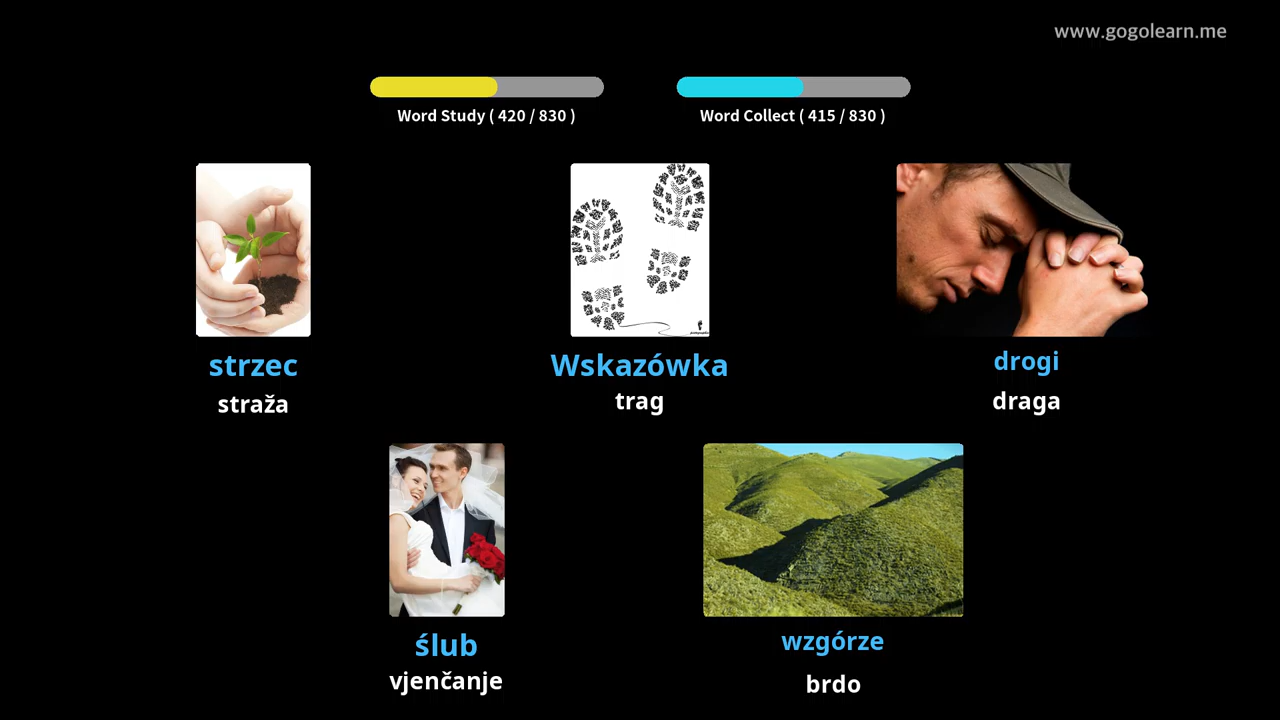 www.gogolearn.me
Word Study ( 420 / 830 )
Word Collect ( 415 / 830 )
strzec
straža
Wskazówka
trag
drogi
draga
ślub
vjenčanje
wzgórze
brdo